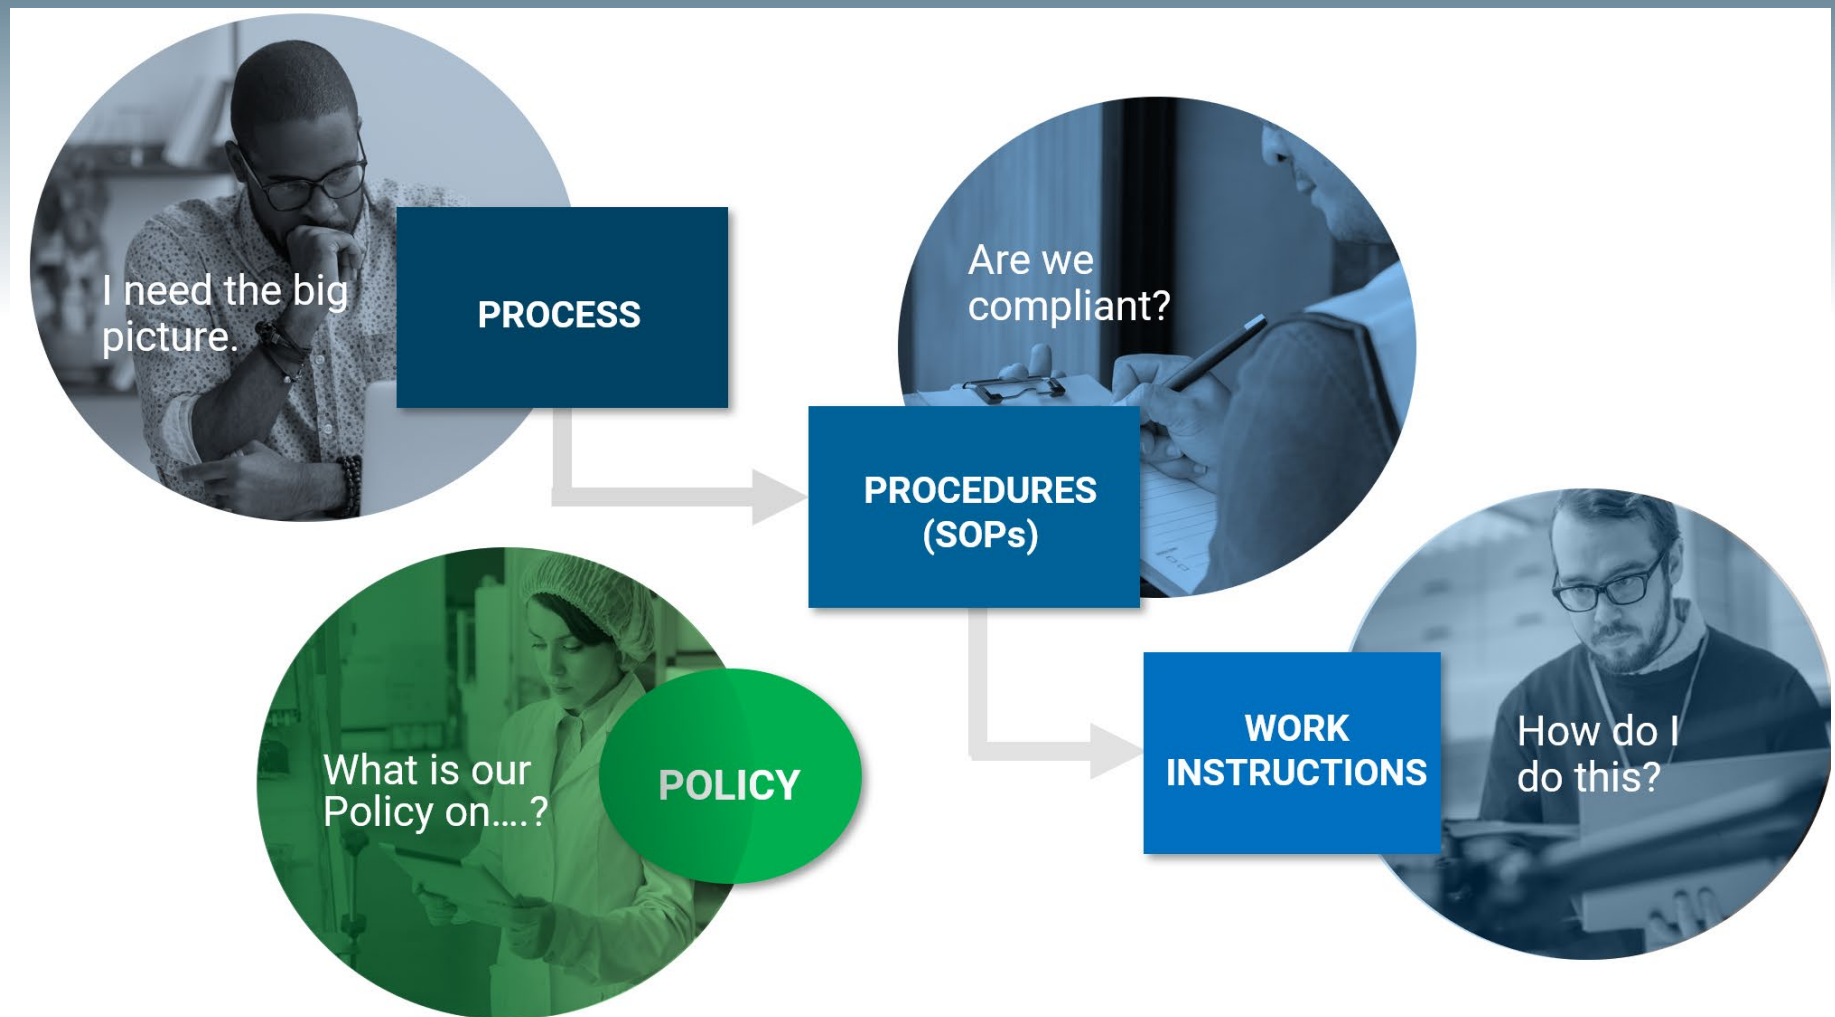 I need the big
picture.
PROCESS
Are we
compliant?
PROCEDURES
(SOPs)
What is our
Policy on....?
POLICY
WORK
INSTRUCTIONS
How do I
do this?